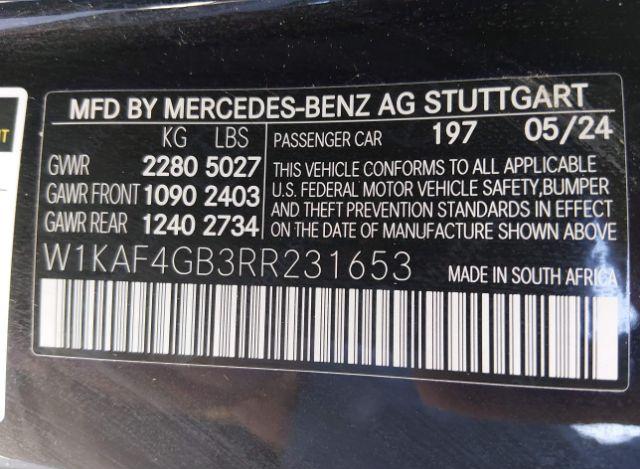 MFD BY MERCEDES-BENZ AG STUTTGART
KG LBS PASSENGER CAR 197 05/24
GVWR 2280 5027
GAWR FRONT 1090 2403
GAWR REAR 1240 2734
THIS VEHICLE CONFORMS TO ALL APPLICABLE
U.S. FEDERAL MOTOR VEHICLE SAFETY,BUMPER
AND THEFT PREVENTION STANDARDS IN EFFECT
ON THE DATE OF MANUFACTURE SHOWN ABOVE
W1KAF4GB3RR231653 MADE IN SOUTH AFRICA